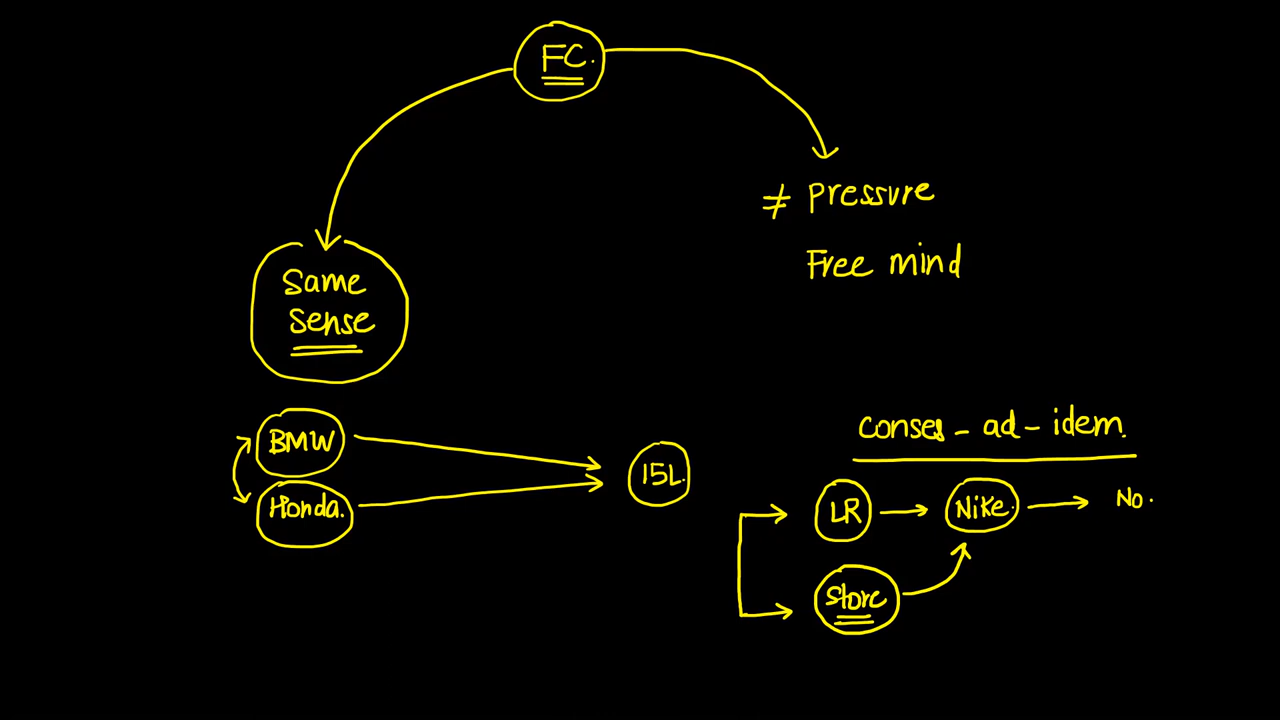 FC.
≠ Pressure
Free mind
Same
Sense
conses - ad - idem.
BMW
15L.
Honda.
LR
Nike.
No.
store